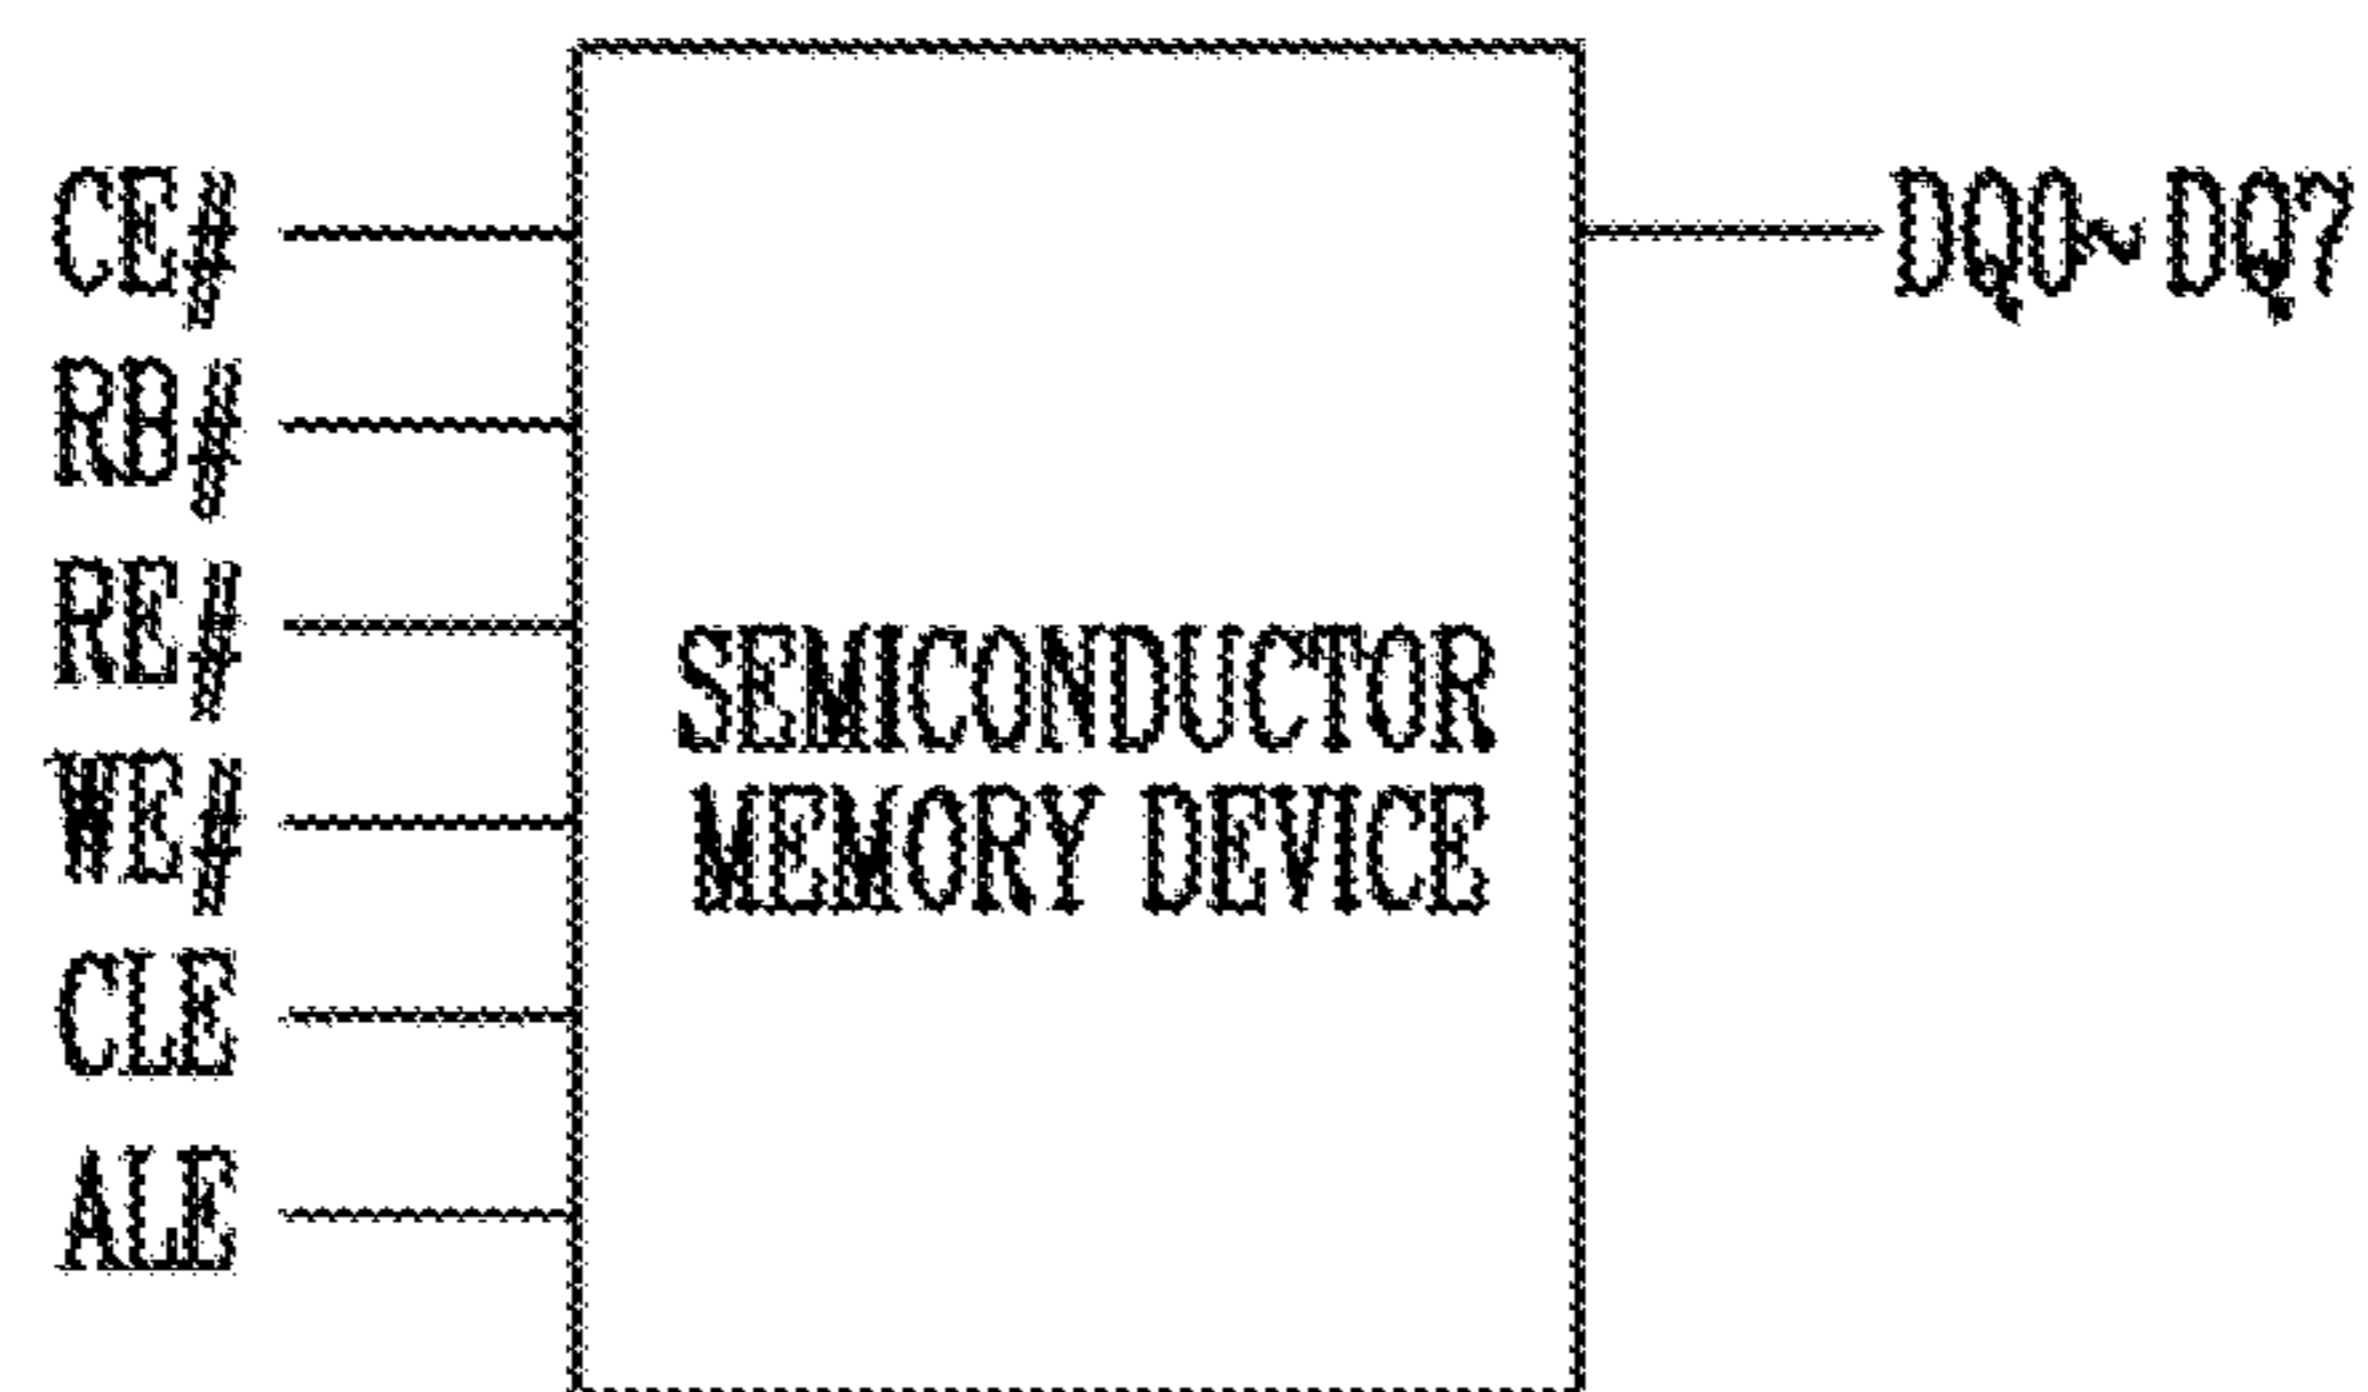 CE#
DQ0~DQ7
RB#
RE#
WE#
SEMICONDUCTOR
MEMORY DEVICE
CLE
ALE